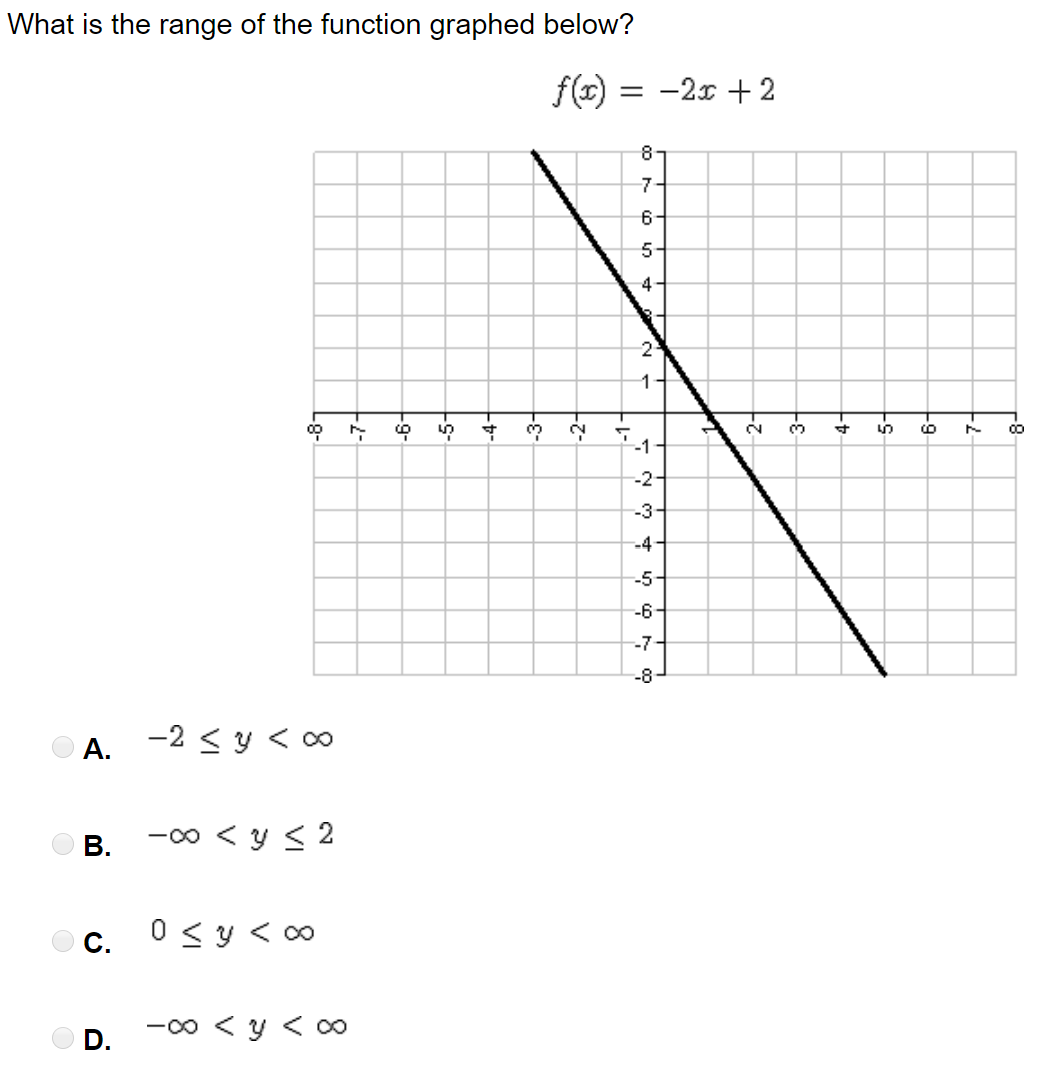 What is the range of the function graphed below?
f(x) = −2x + 2
8
7
6
5
4
3
2
1
-8 -7 -6 -5 -4 -3 -2 -1 1 2 3 4 5 6 7 8
-1
-2
-3
-4
-5
-6
-7
-8
A. −2 ≤ y < ∞
B. −∞ < y ≤ 2
C. 0 ≤ y < ∞
D. −∞ < y < ∞